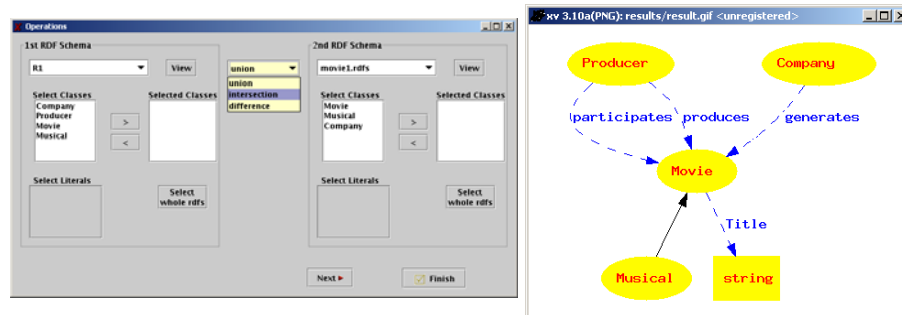 Operations
1st RDF Schema
R1
View
Select Classes
Selected Classes
Company
Producer
Movie
Musical
>
<
Select Literals
Select
whole rdfs
union
union
intersection
difference
2nd RDF Schema
movie1.rdfs
View
Select Classes
Selected Classes
Movie
Musical
Company
>
<
Select Literals
Select
whole rdfs
Next
Finish
xv 3.10a(PNG): results/result.gif <unregistered>
Producer
Company
participates
produces
generates
Movie
Title
Musical
string